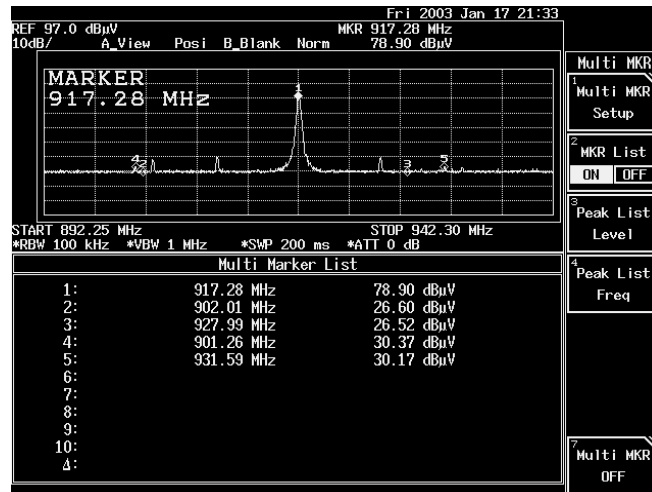 Fri 2003 Jan 17 21:33
REF 97.0 dBµV MKR 917.28 MHz
10dB/ A_View Posi B_Blank Norm 78.90 dBµV
MARKER
917.28 MHz
1
4 2 3 5
START 892.25 MHz STOP 942.30 MHz
*RBW 100 kHz *VBW 1 MHz *SWP 200 ms *ATT 0 dB
Multi Marker List
1: 917.28 MHz 78.90 dBµV
2: 902.01 MHz 26.60 dBµV
3: 927.99 MHz 26.52 dBµV
4: 901.26 MHz 30.37 dBµV
5: 931.59 MHz 30.17 dBµV
6:
7:
8:
9:
10:
Δ:
Multi MKR
1
Multi MKR
Setup
2
MKR List
ON OFF
3
Peak List
Level
4
Peak List
Freq
7
Multi MKR
OFF